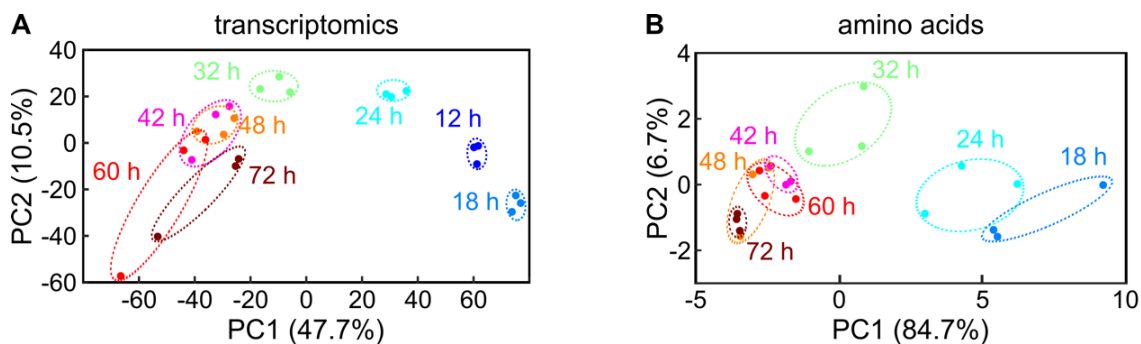 A transcriptomics
40
20
0
-20
-40
-60
PC2 (10.5%)
32 h
42 h
48 h
24 h
12 h
60 h
72 h
18 h
-60 -40 -20 0 20 40 60
PC1 (47.7%)
B amino acids
4
2
0
-2
PC2 (6.7%)
32 h
42 h
48 h
24 h
18 h
60 h
72 h
-5 0 5 10
PC1 (84.7%)